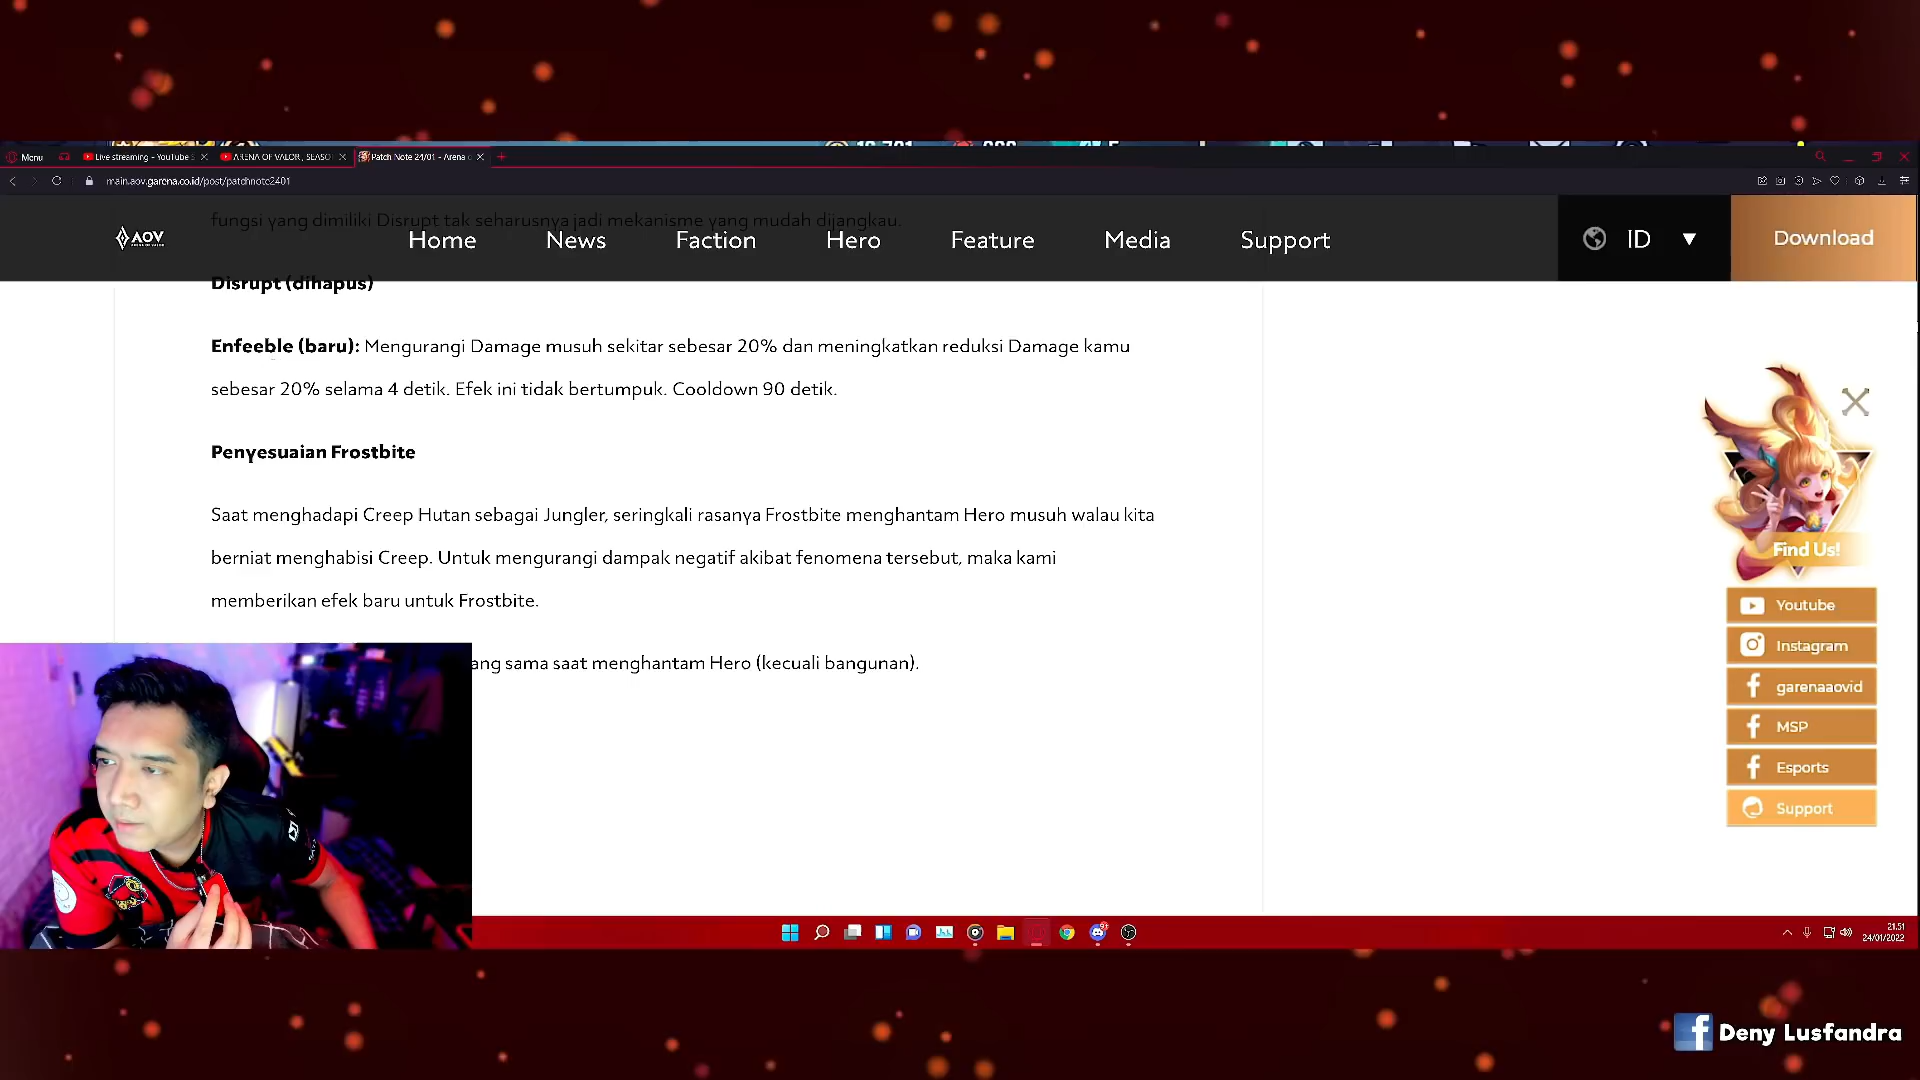 Menu
Live streaming - YouTube S
ARENA OF VALOR , SEASO
Patch Note 24/01 - Arena o
main.aov.garena.co.id/post/patchnote2401
fungsi yang dimiliki Disrupt tak seharusnya jadi mekanisme yang mudah dijangkau.
AOV
Home
News
Faction
Hero
Feature
Media
Support
ID
Download
Disrupt (dihapus)
Enfeeble (baru): Mengurangi Damage musuh sekitar sebesar 20% dan meningkatkan reduksi Damage kamu
sebesar 20% selama 4 detik. Efek ini tidak bertumpuk. Cooldown 90 detik.
Penyesuaian Frostbite
Saat menghadapi Creep Hutan sebagai Jungler, seringkali rasanya Frostbite menghantam Hero musuh walau kita
berniat menghabisi Creep. Untuk mengurangi dampak negatif akibat fenomena tersebut, maka kami
memberikan efek baru untuk Frostbite.
ang sama saat menghantam Hero (kecuali bangunan).
Find Us!
Youtube
Instagram
garenaaovid
MSP
Esports
Support
21.51
24/01/2022
Deny Lusfandra